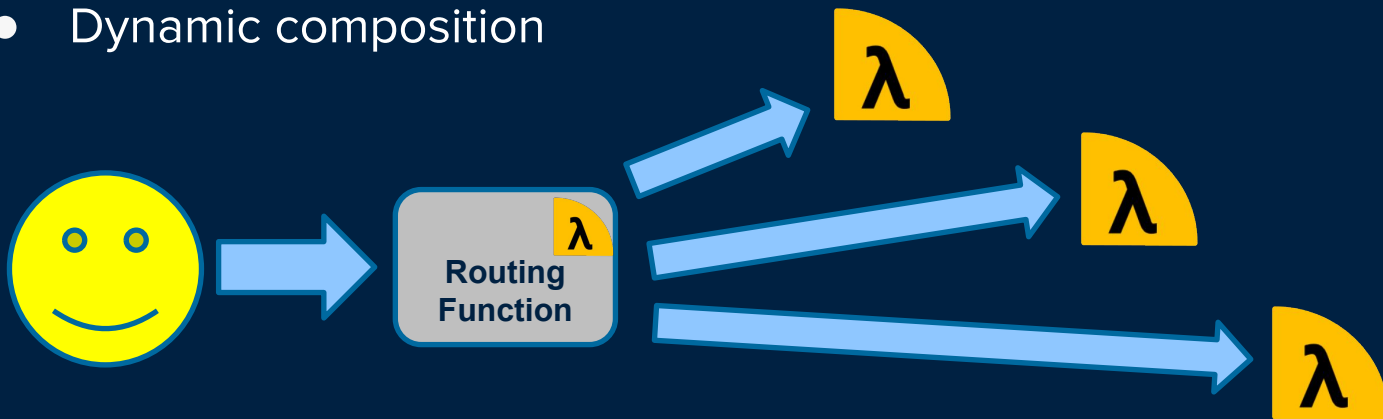 ● Dynamic composition
λ
λ
λ
Routing
Function
λ